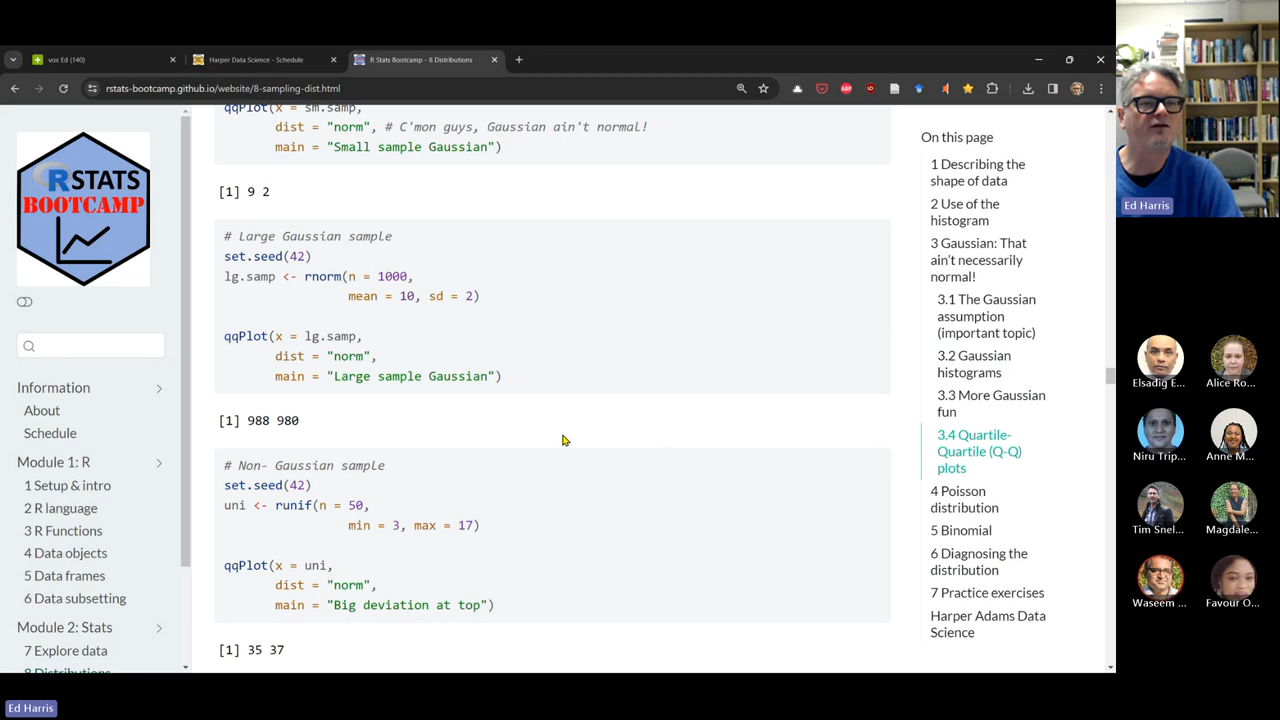 vox Ed (140)
Harper Data Science - Schedule
R Stats Bootcamp - 8 Distributions
rstats-bootcamp.github.io/website/8-sampling-dist.html
RSTATS
BOOTCAMP
Information
About
Schedule
Module 1: R
1 Setup & intro
2 R language
3 R Functions
4 Data objects
5 Data frames
6 Data subsetting
Module 2: Stats
7 Explore data
8 Distributions
qqPlot(x = sm.samp,
dist = "norm", # C'mon guys, Gaussian ain't normal!
main = "Small sample Gaussian")
[1] 9 2
# Large Gaussian sample
set.seed(42)
lg.samp <- rnorm(n = 1000,
mean = 10, sd = 2)
qqPlot(x = lg.samp,
dist = "norm",
main = "Large sample Gaussian")
[1] 988 980
# Non- Gaussian sample
set.seed(42)
uni <- runif(n = 50,
min = 3, max = 17)
qqPlot(x = uni,
dist = "norm",
main = "Big deviation at top")
[1] 35 37
On this page
1 Describing the
shape of data
2 Use of the
histogram
3 Gaussian: That
ain't necessarily
normal!
3.1 The Gaussian
assumption
(important topic)
3.2 Gaussian
histograms
3.3 More Gaussian
fun
3.4 Quartile-
Quartile (Q-Q)
plots
4 Poisson
distribution
5 Binomial
6 Diagnosing the
distribution
7 Practice exercises
Harper Adams Data
Science
Ed Harris
Elsadig E...
Alice Ro...
Niru Trip...
Anne M...
Tim Snel...
Magdale...
Waseem ...
Favour O...
Ed Harris